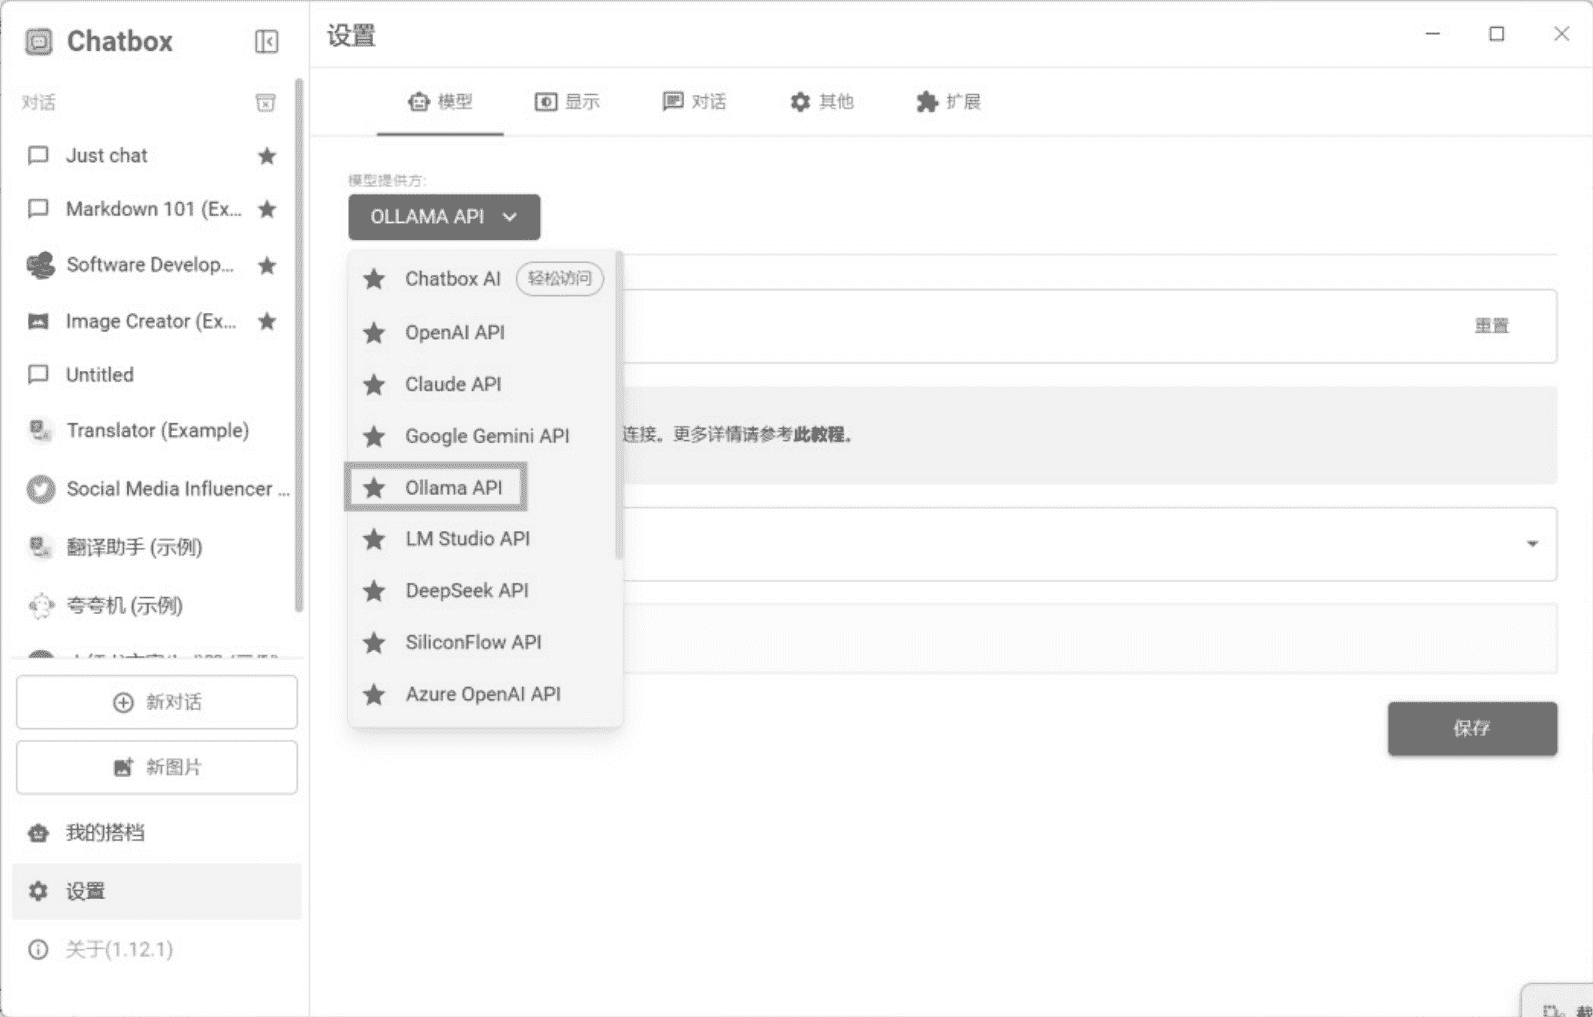 Chatbox
对话
Just chat
Markdown 101 (Ex...
Software Develop...
Image Creator (Ex...
Untitled
Translator (Example)
Social Media Influencer ...
翻译助手 (示例)
夸夸机 (示例)
新对话
新图片
我的搭档
设置
关于(1.12.1)
设置
模型
显示
对话
其他
扩展
模型提供方:
OLLAMA API
Chatbox AI 轻松访问
OpenAI API
Claude API
Google Gemini API
Ollama API
LM Studio API
DeepSeek API
SiliconFlow API
Azure OpenAI API
重置
连接。更多详情请参考此教程。
保存